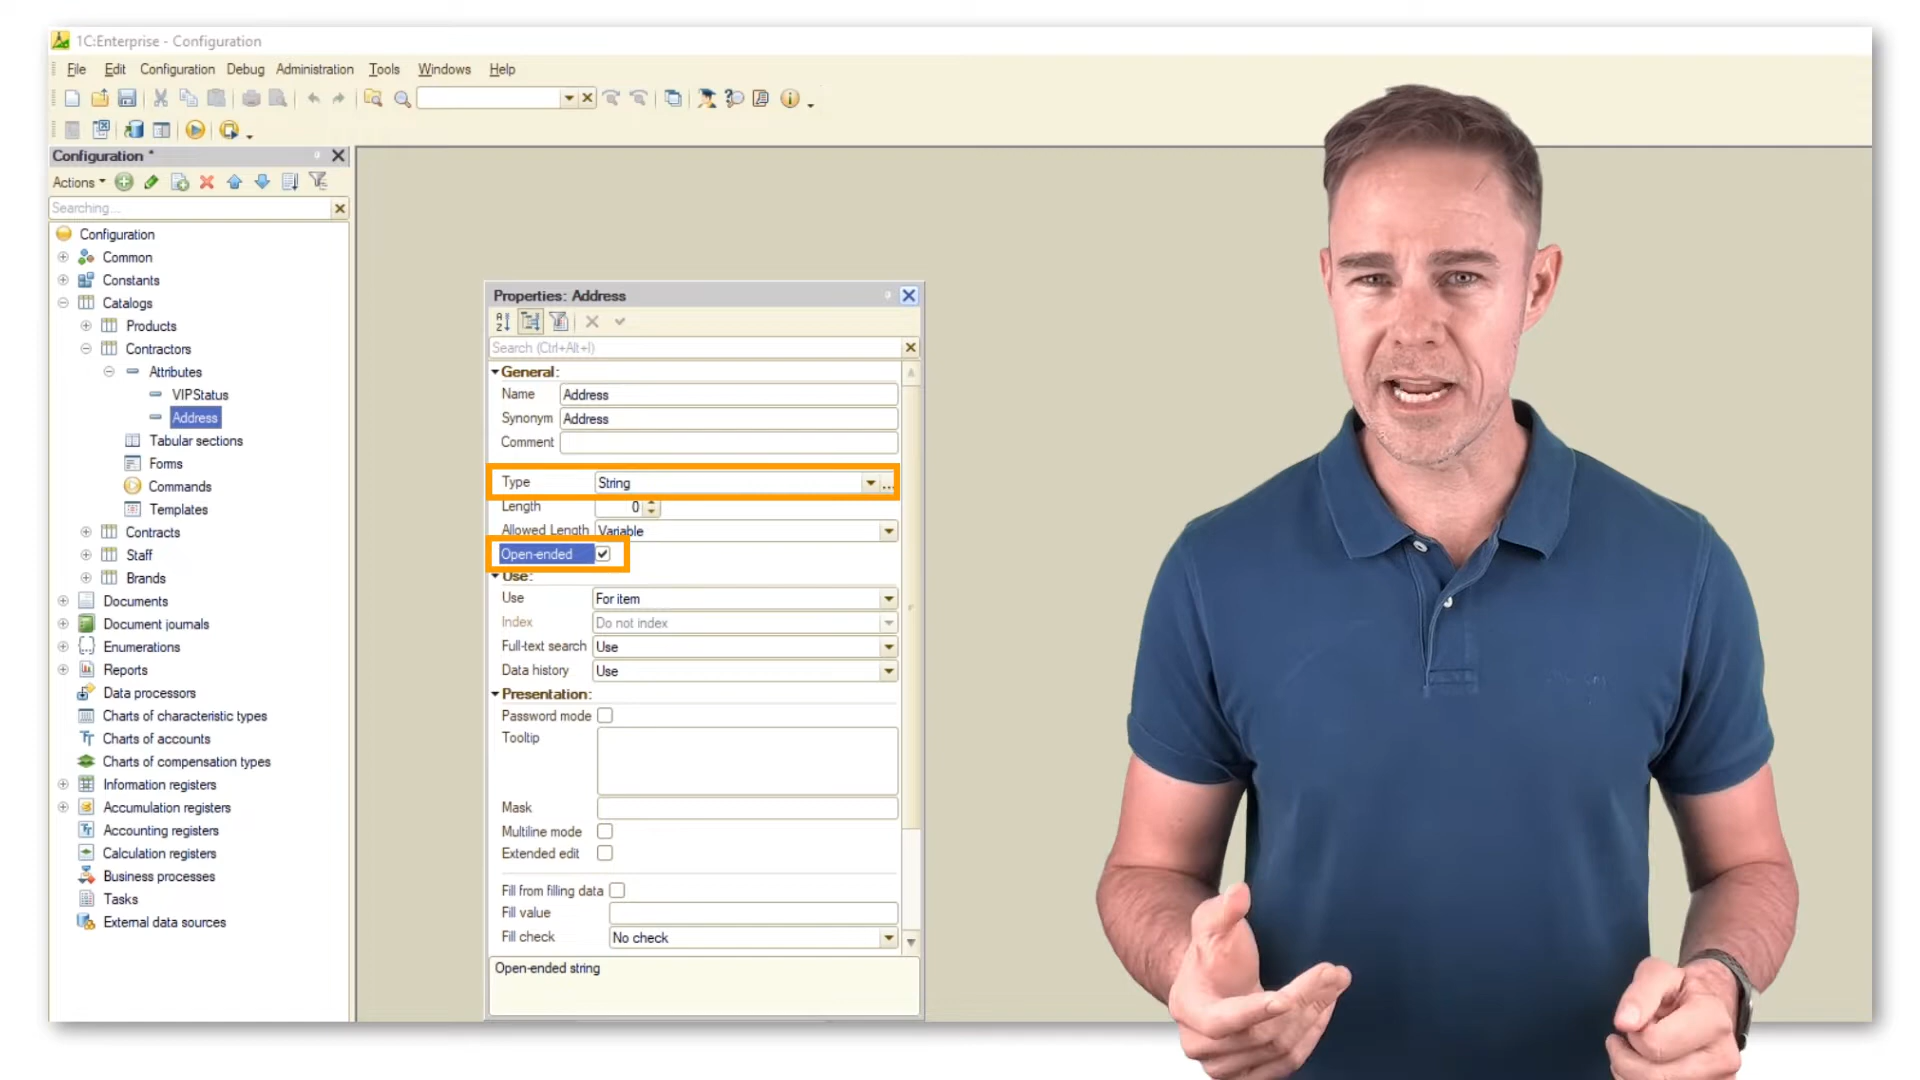 1C:Enterprise - Configuration
File Edit Configuration Debug Administration Tools Windows Help
Configuration *
Actions
Searching...
Configuration
Common
Constants
Catalogs
Products
Contractors
Attributes
VIPStatus
Address
Tabular sections
Forms
Commands
Templates
Contracts
Staff
Brands
Documents
Document journals
Enumerations
Reports
Data processors
Charts of characteristic types
Charts of accounts
Charts of compensation types
Information registers
Accumulation registers
Accounting registers
Calculation registers
Business processes
Tasks
External data sources
Properties: Address
Search (Ctrl+Alt+I)
General:
Name Address
Synonym Address
Comment
Type String ...
Length 0
Allowed Length Variable
Open-ended
Use:
Use For item
Index Do not index
Full-text search Use
Data history Use
Presentation:
Password mode
Tooltip
Mask
Multiline mode
Extended edit
Fill from filling data
Fill value
Fill check No check
Open-ended string